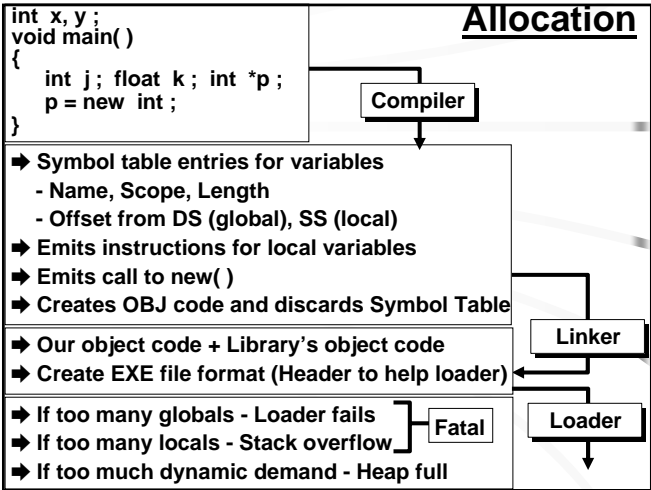 Allocation
int x, y ;
void main( )
{
int j ; float k ; int *p ;
p = new int ;
}
Compiler
➡ Symbol table entries for variables
- Name, Scope, Length
- Offset from DS (global), SS (local)
➡ Emits instructions for local variables
➡ Emits call to new( )
➡ Creates OBJ code and discards Symbol Table
Linker
➡ Our object code + Library's object code
➡ Create EXE file format (Header to help loader)
Loader
➡ If too many globals - Loader fails
➡ If too many locals - Stack overflow
Fatal
➡ If too much dynamic demand - Heap full